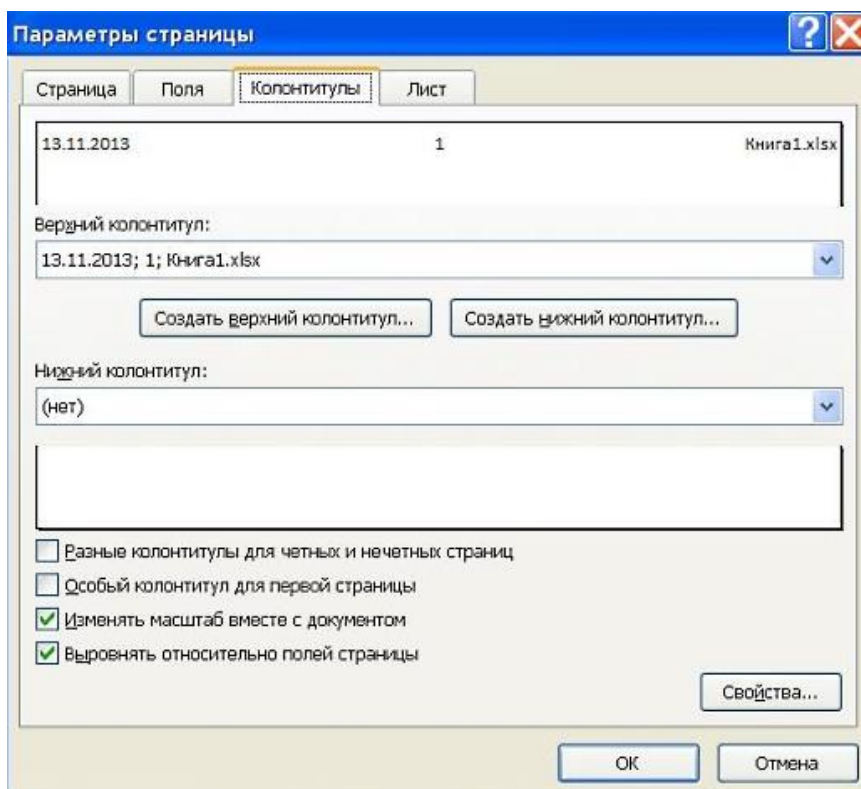 Параметры страницы
Страница Поля Колонтитулы Лист
13.11.2013 1 Книга1.xlsx
Верхний колонтитул:
13.11.2013; 1; Книга1.xlsx
Создать верхний колонтитул... Создать нижний колонтитул...
Нижний колонтитул:
(нет)
Разные колонтитулы для четных и нечетных страниц
Особый колонтитул для первой страницы
Изменять масштаб вместе с документом
Выровнять относительно полей страницы
Свойства...
ОК Отмена